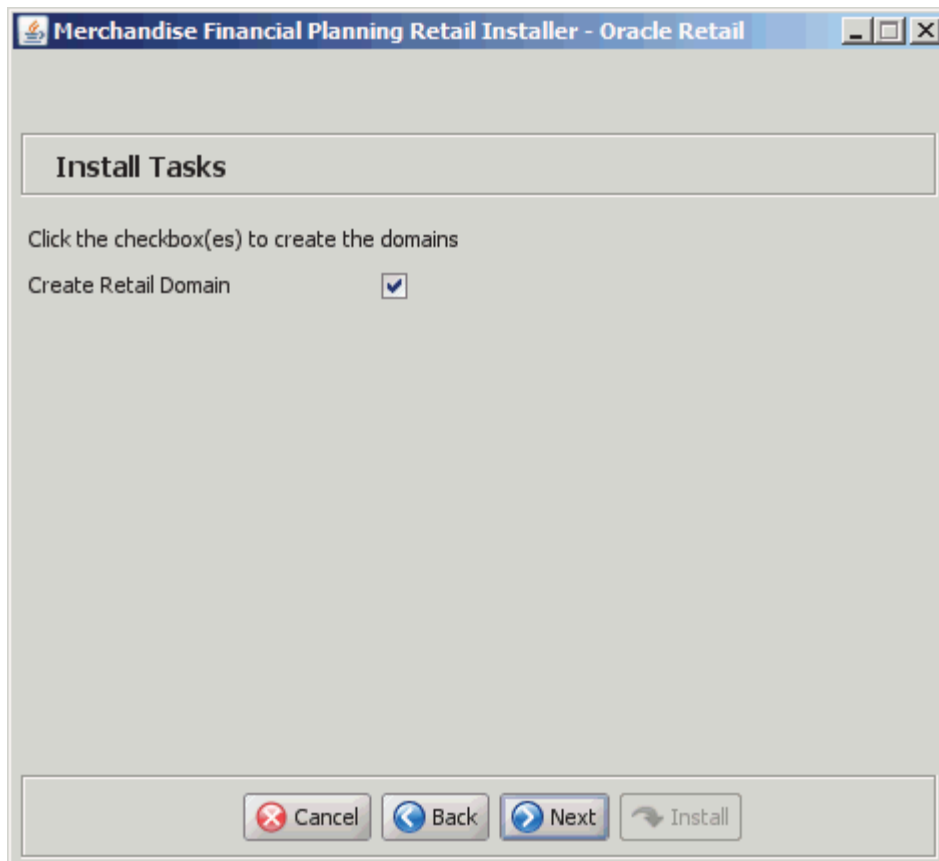 Merchandise Financial Planning Retail Installer - Oracle Retail
Install Tasks
Click the checkbox(es) to create the domains
Create Retail Domain
Cancel Back Next Install